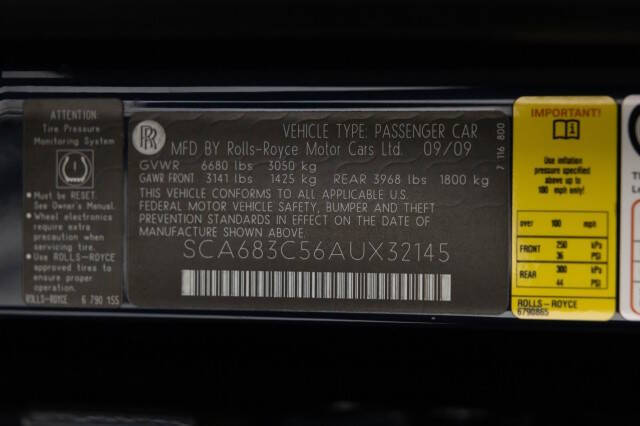 ATTENTION
Tire Pressure
Monitoring System
• Must be RESET.
See Owner's Manual.
• Wheel electronics
require extra
precaution when
servicing tire.
• Use ROLLS-ROYCE
approved tires to
ensure proper
operation.
ROLLS-ROYCE 6 790 155
RR
VEHICLE TYPE: PASSENGER CAR
MFD BY Rolls-Royce Motor Cars Ltd. 09/09
GVWR 6680 lbs 3050 kg
GAWR FRONT 3141 lbs 1425 kg REAR 3968 lbs 1800 kg
THIS VEHICLE CONFORMS TO ALL APPLICABLE U.S.
FEDERAL MOTOR VEHICLE SAFETY, BUMPER AND THEFT
PREVENTION STANDARDS IN EFFECT ON THE DATE OF
MANUFACTURE SHOWN ABOVE.
SCA683C56AUX32145
7 116 800
IMPORTANT!
Use inflation
pressure
specified
above up to
100 mph only!
over 100 mph
FRONT 250 kPa
36 PSI
REAR 300 kPa
44 PSI
ROLLS-ROYCE
6790865